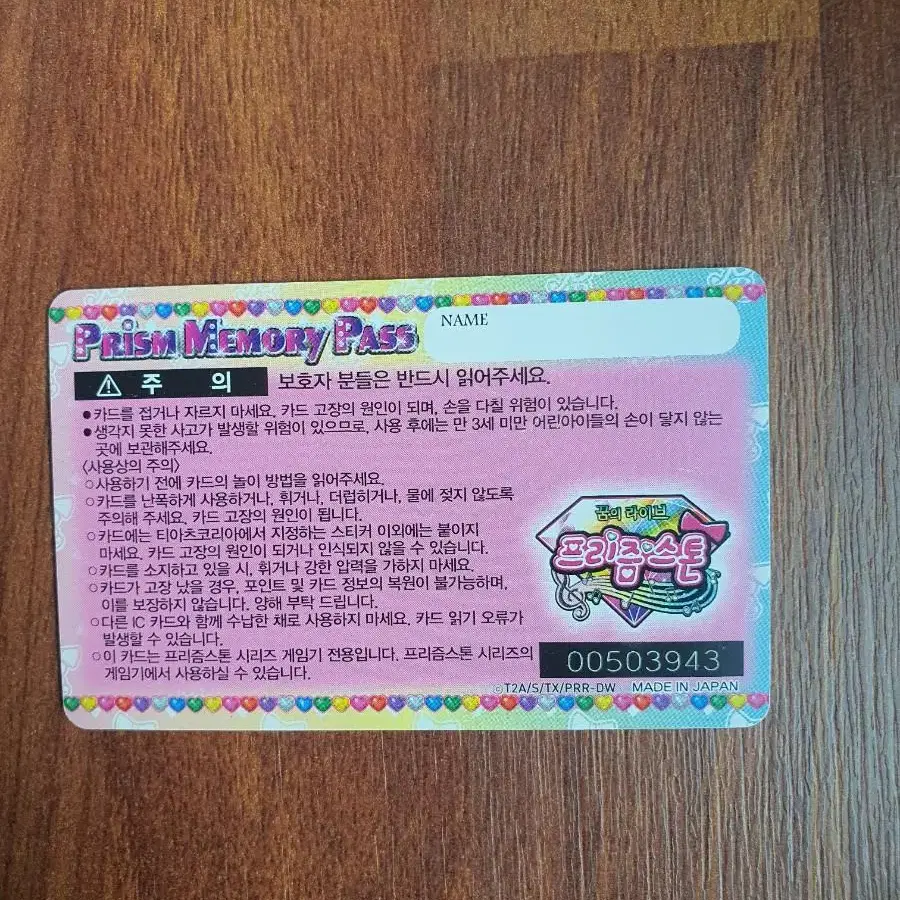 PRISM MEMORY PASS
NAME
⚠ 주 의
보호자 분들은 반드시 읽어주세요.
●카드를 접거나 자르지 마세요. 카드 고장의 원인이 되며, 손을 다칠 위험이 있습니다.
●생각지 못한 사고가 발생할 위험이 있으므로, 사용 후에는 만 3세 미만 어린아이들의 손이 닿지 않는
곳에 보관해주세요.
〈사용상의 주의〉
○사용하기 전에 카드의 놀이 방법을 읽어주세요.
○카드를 난폭하게 사용하거나, 휘거나, 더럽히거나, 물에 젖지 않도록
주의해 주세요. 카드 고장의 원인이 됩니다.
○카드에는 티아츠코리아에서 지정하는 스티커 이외에는 붙이지
마세요. 카드 고장의 원인이 되거나 인식되지 않을 수 있습니다.
○카드를 소지하고 있을 시, 휘거나 강한 압력을 가하지 마세요.
○카드가 고장 났을 경우, 포인트 및 카드 정보의 복원이 불가능하며,
이를 보장하지 않습니다. 양해 부탁 드립니다.
○다른 IC 카드와 함께 수납한 채로 사용하지 마세요. 카드 읽기 오류가
발생할 수 있습니다.
○이 카드는 프리즘스톤 시리즈 게임기 전용입니다. 프리즘스톤 시리즈의
게임기에서 사용하실 수 있습니다.
꿈의 라이브
프리즘☆스톤
00503943
©T2A/S/TX/PRR-DW MADE IN JAPAN